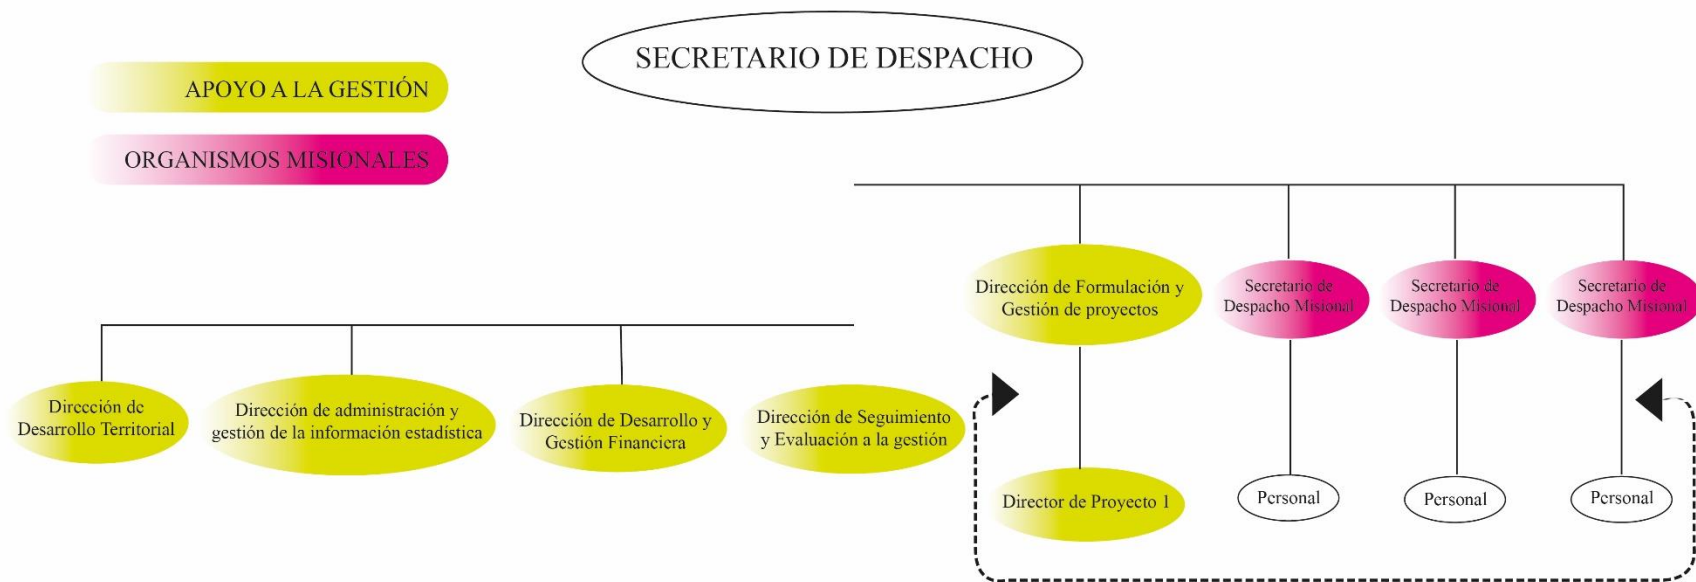 SECRETARIO DE DESPACHO
APOYO A LA GESTIÓN
ORGANISMOS MISIONALES
Dirección de Formulación y
Gestión de proyectos
Secretario de
Despacho Misional
Secretario de
Despacho Misional
Secretario de
Despacho Misional
Dirección de
Desarrollo Territorial
Dirección de administración y
gestión de la información estadística
Dirección de Desarrollo y
Gestión Financiera
Dirección de Seguimiento
y Evaluación a la gestión
Director de Proyecto 1
Personal
Personal
Personal